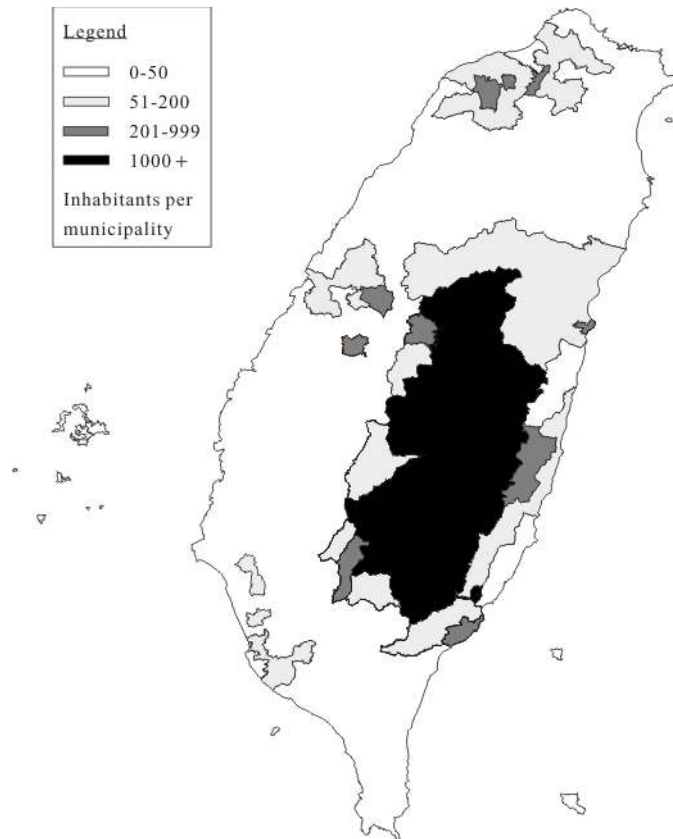 Legend
0-50
51-200
201-999
1000 +
Inhabitants per
municipality